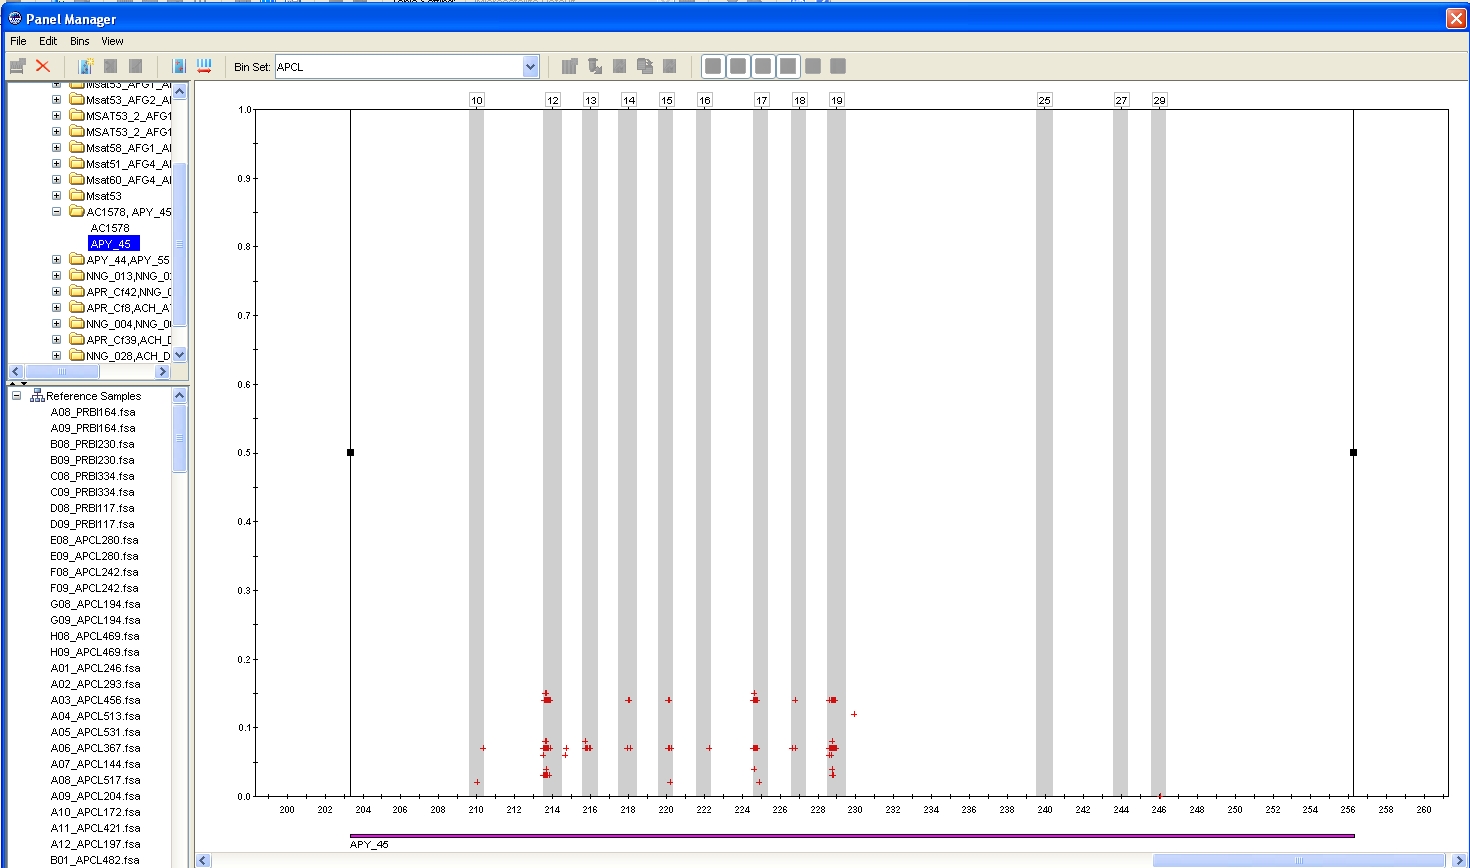 Panel Manager
File Edit Bins View
Bin Set: APCL
Msat53_AFG1_A
Msat53_AFG2_A
MSAT53_2_AFG1
MSAT53_2_AFG1
Msat58_AFG1_A
Msat51_AFG4_A
Msat60_AFG4_A
Msat53
AC1578, APY_45
AC1578
APY_45
APY_44,APY_55
NNG_013,NNG_0
APR_Cf42,NNG_0
APR_Cf8,ACH_A
NNG_004,NNG_0
APR_Cf39,ACH_D
NNG_028,ACH_D
Reference Samples
A08_PRBI164.fsa
A09_PRBI164.fsa
B08_PRBI230.fsa
B09_PRBI230.fsa
C08_PRBI334.fsa
C09_PRBI334.fsa
D08_PRBI117.fsa
D09_PRBI117.fsa
E08_APCL280.fsa
E09_APCL280.fsa
F08_APCL242.fsa
F09_APCL242.fsa
G08_APCL194.fsa
G09_APCL194.fsa
H08_APCL469.fsa
H09_APCL469.fsa
A01_APCL246.fsa
A02_APCL293.fsa
A03_APCL456.fsa
A04_APCL513.fsa
A05_APCL531.fsa
A06_APCL367.fsa
A07_APCL144.fsa
A08_APCL517.fsa
A09_APCL204.fsa
A10_APCL172.fsa
A11_APCL421.fsa
A12_APCL197.fsa
B01_APCL482.fsa
10 12 13 14 15 16 17 18 19 25 27 29
1.0
0.9
0.8
0.7
0.6
0.5
0.4
0.3
0.2
0.1
0.0
200 202 204 206 208 210 212 214 216 218 220 222 224 226 228 230 232 234 236 238 240 242 244 246 248 250 252 254 256 258 260
APY_45